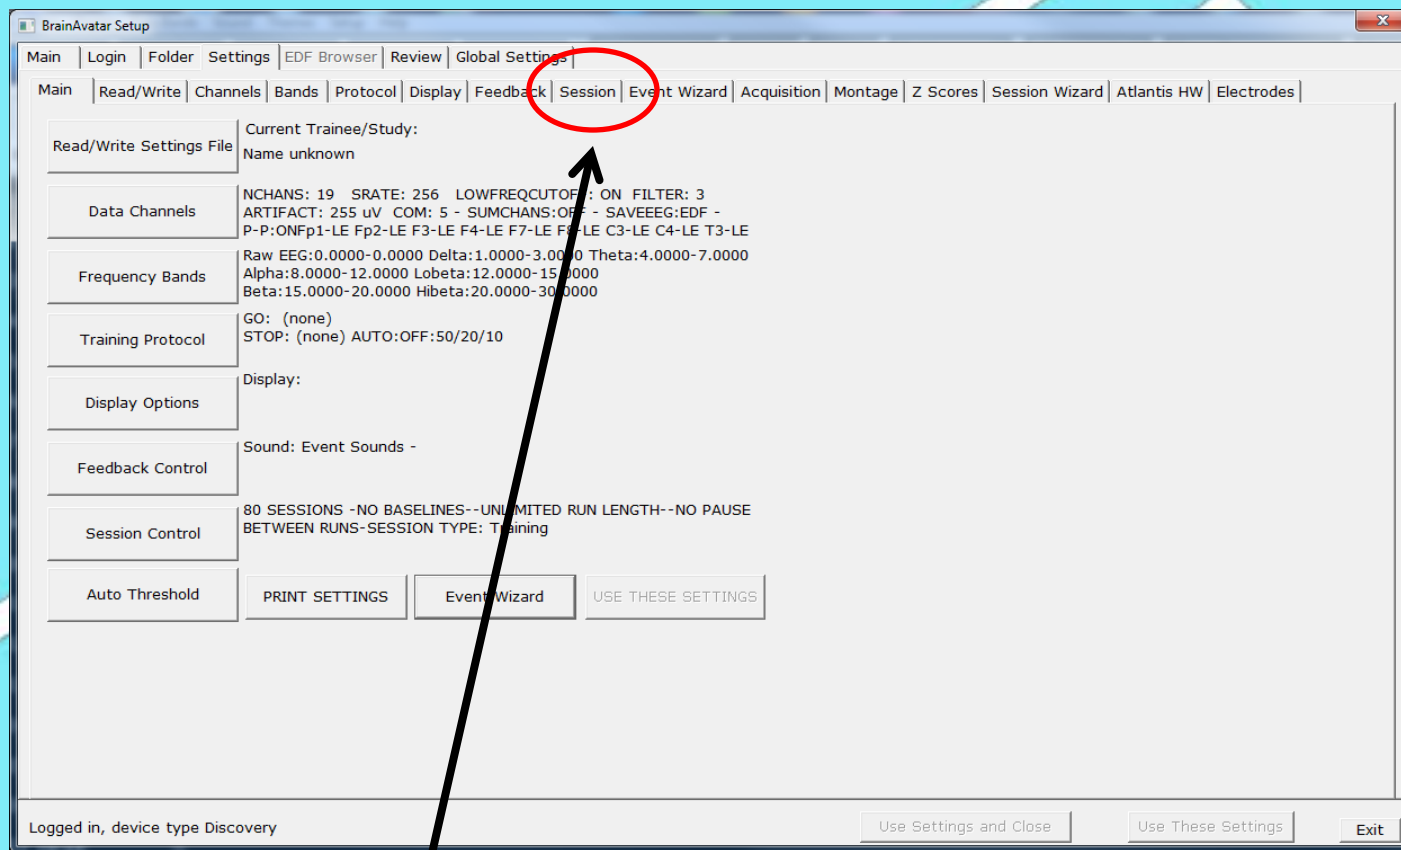 BrainAvatar Setup
Main Login Folder Settings EDF Browser Review Global Settings
Main Read/Write Channels Bands Protocol Display Feedback Session Event Wizard Acquisition Montage Z Scores Session Wizard Atlantis HW Electrodes
Read/Write Settings File
Current Trainee/Study:
Name unknown
Data Channels
NCHANS: 19 SRATE: 256 LOWFREQCUTOFF: ON FILTER: 3
ARTIFACT: 255 uV COM: 5 - SUMCHANS:OFF - SAVEEEG:EDF -
P-P:ONFp1-LE Fp2-LE F3-LE F4-LE F7-LE F8-LE C3-LE C4-LE T3-LE
Frequency Bands
Raw EEG:0.0000-0.0000 Delta:1.0000-3.0000 Theta:4.0000-7.0000
Alpha:8.0000-12.0000 Lobeta:12.0000-15.0000
Beta:15.0000-20.0000 Hibeta:20.0000-30.0000
Training Protocol
GO: (none)
STOP: (none) AUTO:OFF:50/20/10
Display Options
Display:
Feedback Control
Sound: Event Sounds -
Session Control
80 SESSIONS -NO BASELINES--UNLIMITED RUN LENGTH--NO PAUSE
BETWEEN RUNS-SESSION TYPE: Training
Auto Threshold
PRINT SETTINGS Event Wizard USE THESE SETTINGS
Logged in, device type Discovery
Use Settings and Close Use These Settings Exit